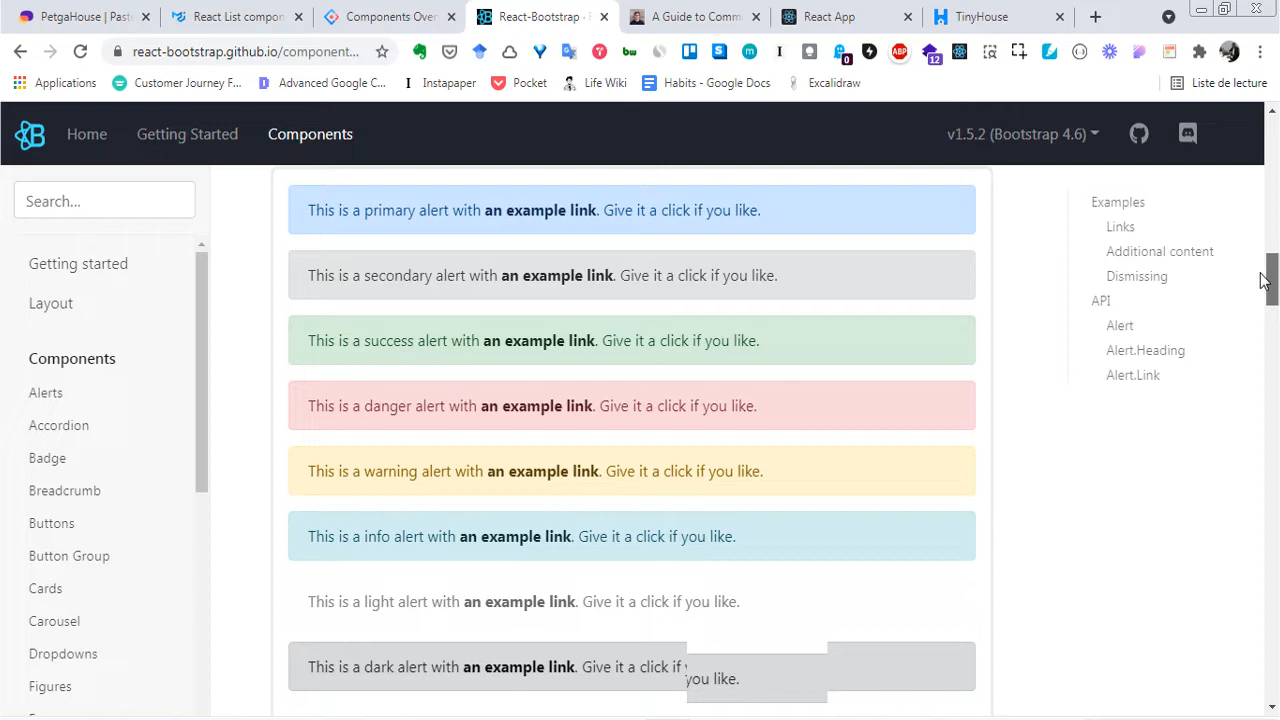 PetgaHouse | Past
React List compon
Components Over
React-Bootstrap ·
A Guide to Comm
React App
TinyHouse
react-bootstrap.github.io/component...
0
ABP
12
bw
Applications
Customer Journey F...
Advanced Google C...
Instapaper
Pocket
Life Wiki
Habits - Google Docs
Excalidraw
Liste de lecture
Home
Getting Started
Components
v1.5.2 (Bootstrap 4.6)
Search...
Getting started
Layout
Components
Alerts
Accordion
Badge
Breadcrumb
Buttons
Button Group
Cards
Carousel
Dropdowns
Figures
This is a primary alert with an example link. Give it a click if you like.
This is a secondary alert with an example link. Give it a click if you like.
This is a success alert with an example link. Give it a click if you like.
This is a danger alert with an example link. Give it a click if you like.
This is a warning alert with an example link. Give it a click if you like.
This is a info alert with an example link. Give it a click if you like.
This is a light alert with an example link. Give it a click if you like.
This is a dark alert with an example link. Give it a click if you like.
Examples
Links
Additional content
Dismissing
API
Alert
Alert.Heading
Alert.Link